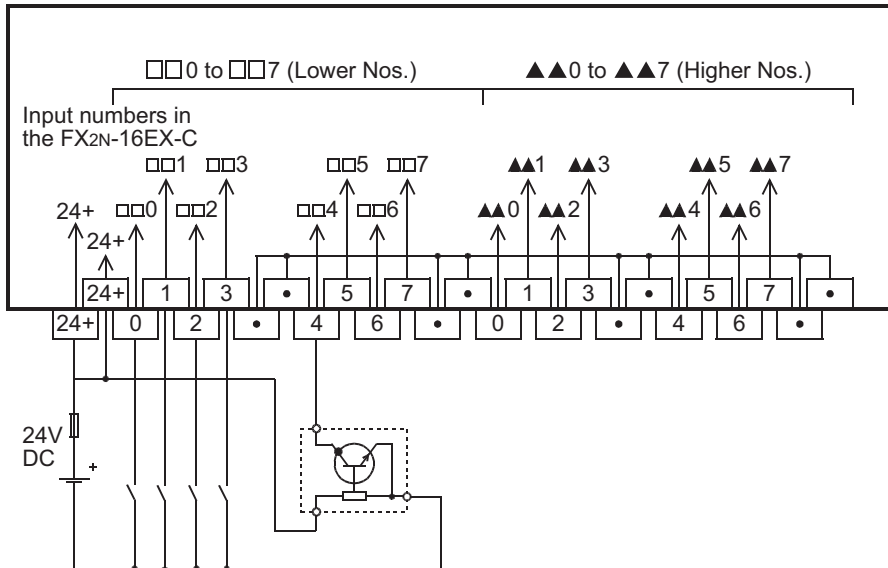 □□0 to □□7 (Lower Nos.) ▲▲0 to ▲▲7 (Higher Nos.)
Input numbers in
the FX2N-16EX-C
□□1 □□3 □□5 □□7 ▲▲1 ▲▲3 ▲▲5 ▲▲7
24+ □□0 □□2 □□4 □□6 ▲▲0 ▲▲2 ▲▲4 ▲▲6
24+
24+ 1 3 • 5 7 • 1 3 • 5 7 •
24+ 0 2 • 4 6 • 0 2 • 4 6 •
24V
DC
+